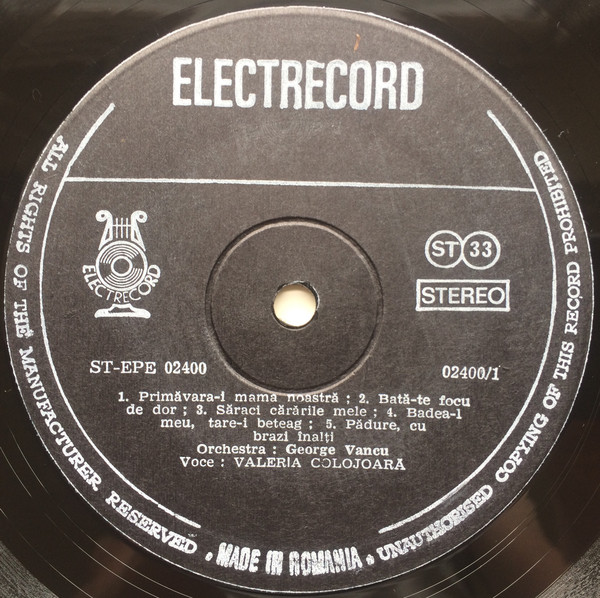 ELECTRECORD
ELECTRECORD
ST 33
STEREO
ST-EPE 02400
02400/1
1. Primăvara-i mama noastră ; 2. Bată-te focu
de dor ; 3. Săraci cărările mele ; 4. Badea-l
meu, tare-i beteag ; 5. Pădure, cu
brazi înalți
Orchestra : George Vancu
Voce : VALERIA COLOJOARĂ
ALL RIGHTS OF THE MANUFACTURER RESERVED • MADE IN ROMANIA • UNAUTHORISED COPYING OF THIS RECORD PROHIBITED